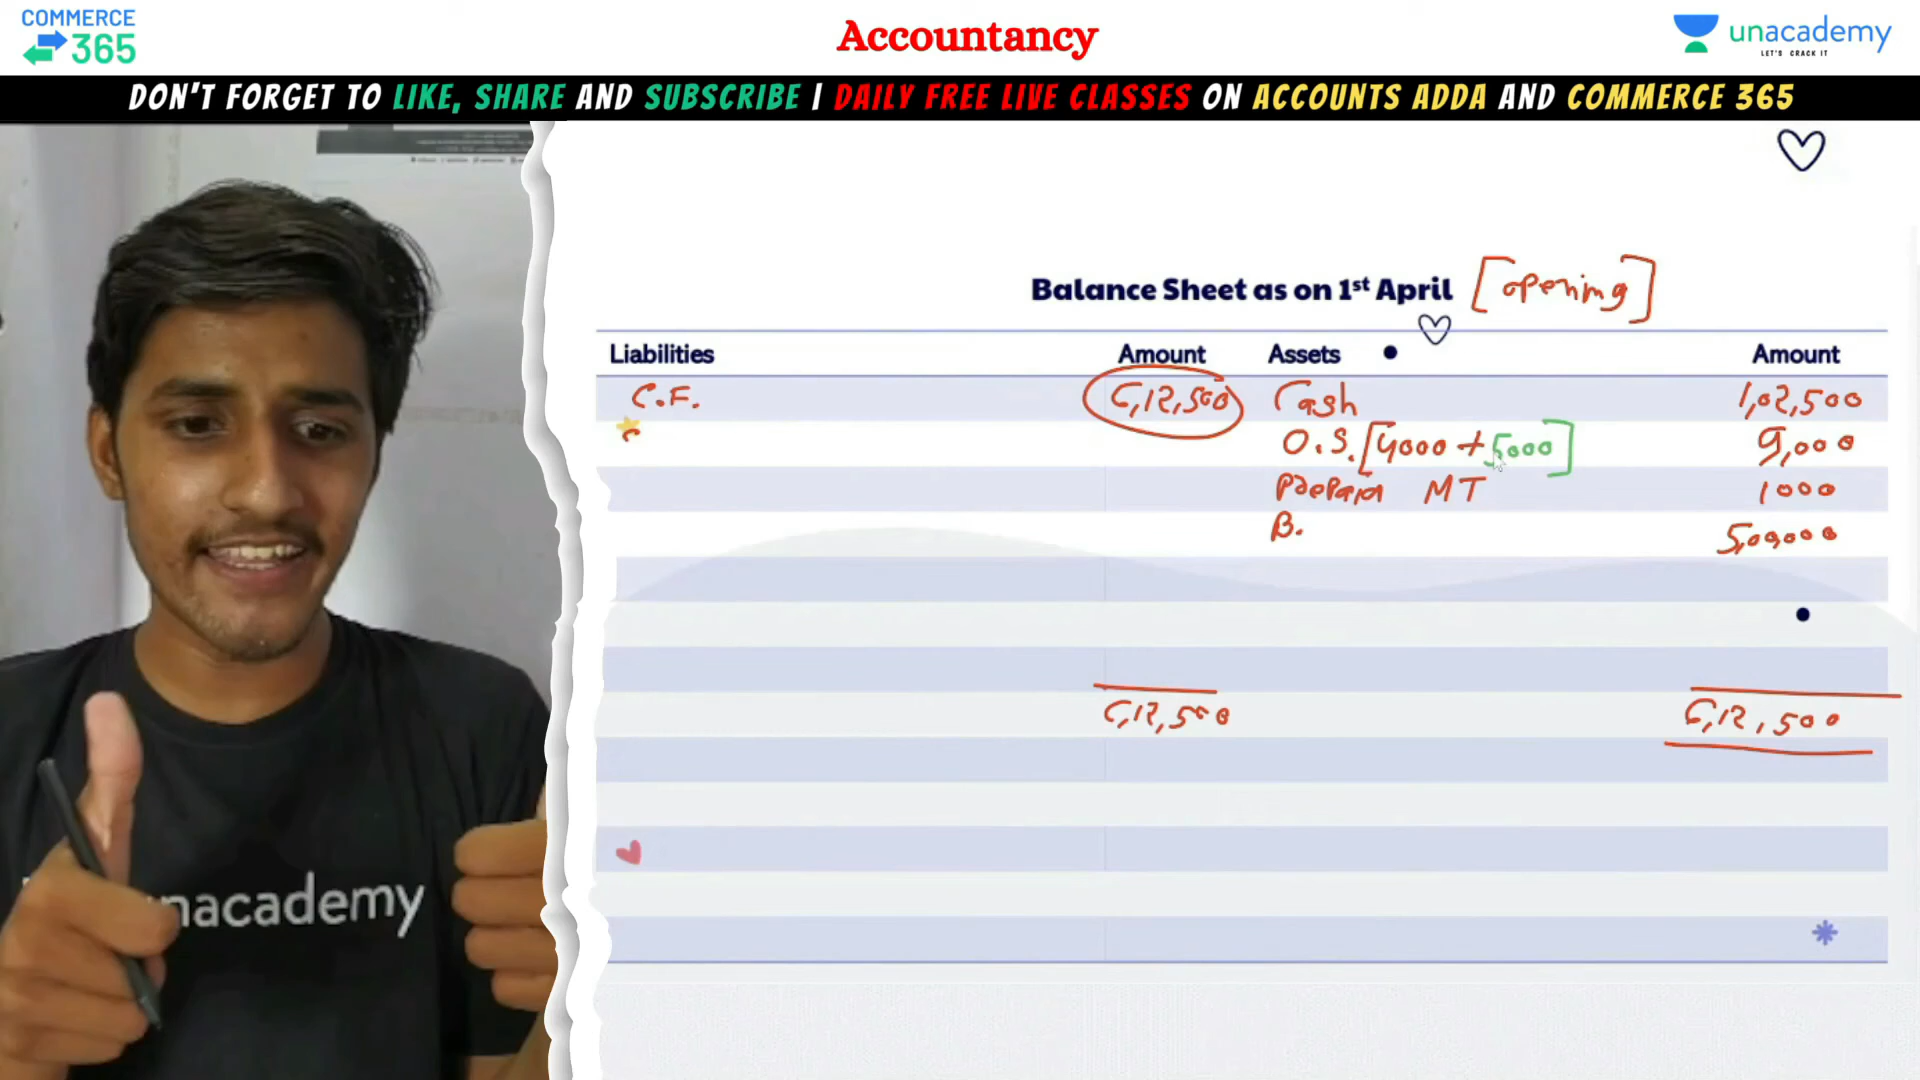 COMMERCE
365
Accountancy
unacademy
LET'S CRACK IT
DON'T FORGET TO LIKE, SHARE AND SUBSCRIBE | DAILY FREE LIVE CLASSES ON ACCOUNTS ADDA AND COMMERCE 365
Balance Sheet as on 1st April [opening]
Liabilities Amount Assets Amount
C.F. 6,12,500 Cash 1,02,500
O.S. [4000 + 5000] 9,000
MT 1000
B. 5,00,000
6,12,500 6,12,500
unacademy